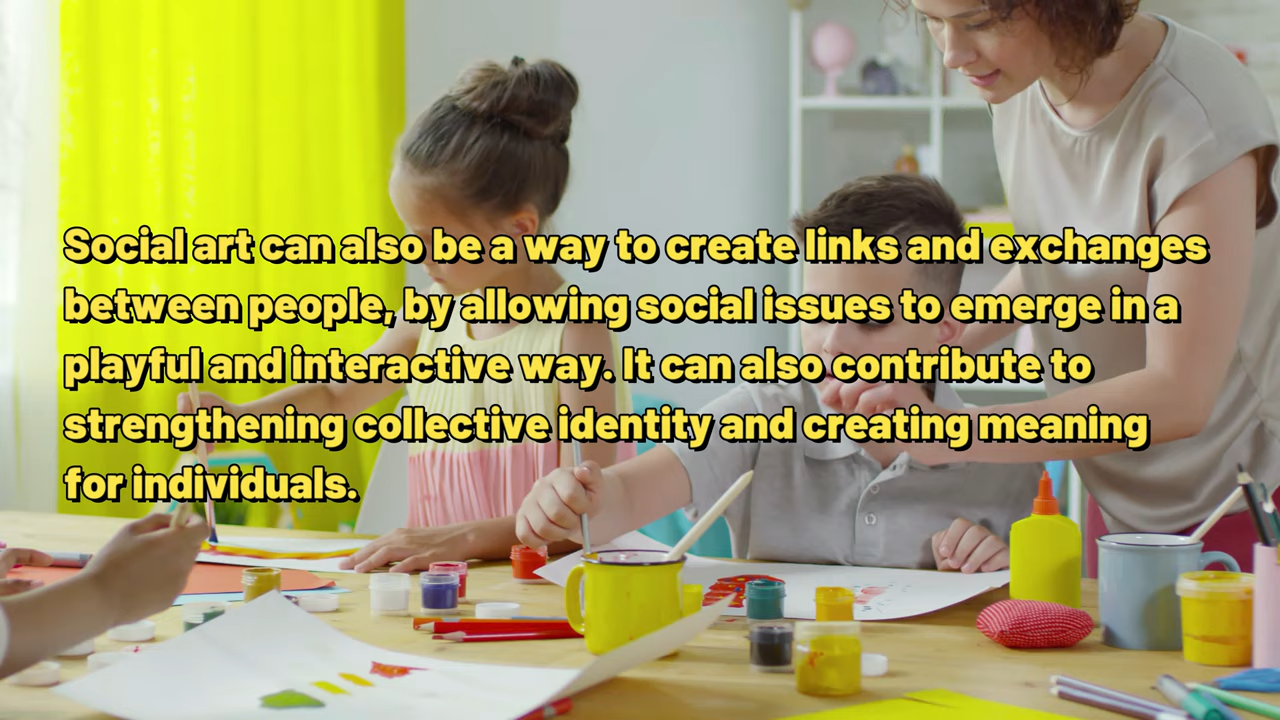 Social art can also be a way to create links and exchanges
between people, by allowing social issues to emerge in a
playful and interactive way. It can also contribute to
strengthening collective identity and creating meaning
for individuals.